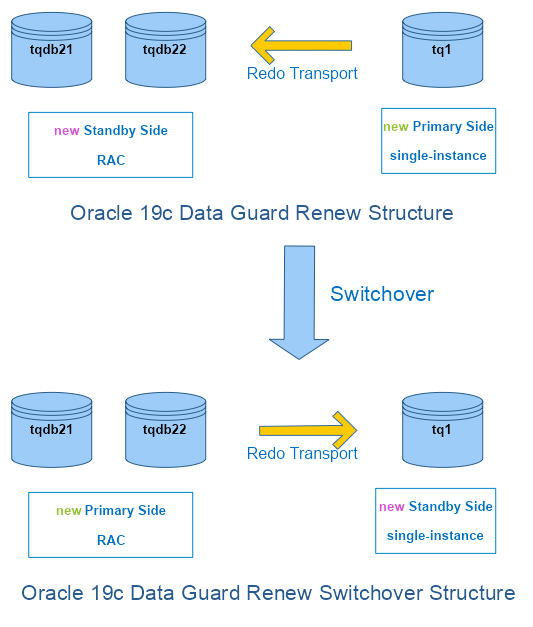 tqdb21
tqdb22
tq1
Redo Transport
new Standby Side
RAC
new Primary Side
single-instance
Oracle 19c Data Guard Renew Structure
Switchover
tqdb21
tqdb22
tq1
Redo Transport
new Primary Side
RAC
new Standby Side
single-instance
Oracle 19c Data Guard Renew Switchover Structure